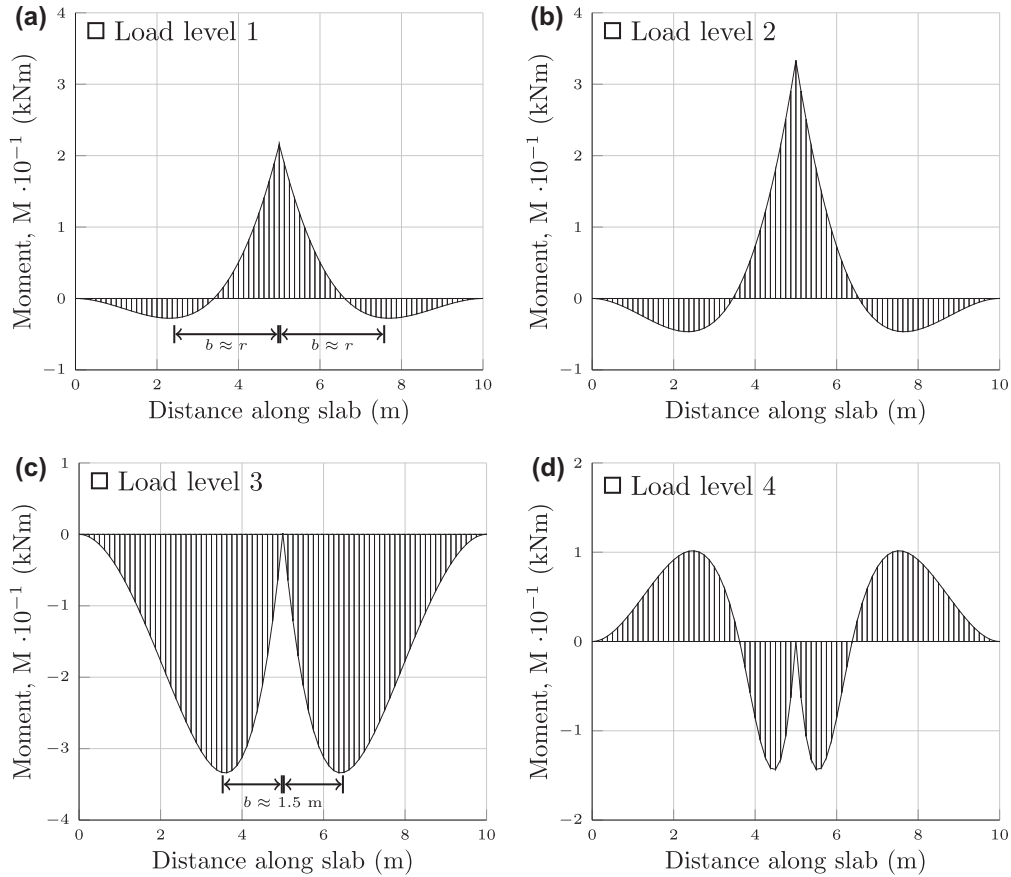 (a)
□ Load level 1
Moment, M ·10⁻¹ (kNm)
4
3
2
1
0
−1
b ≈ r
b ≈ r
0 2 4 6 8 10
Distance along slab (m)
(b)
□ Load level 2
Moment, M ·10⁻¹ (kNm)
4
3
2
1
0
−1
0 2 4 6 8 10
Distance along slab (m)
(c)
□ Load level 3
Moment, M ·10⁻¹ (kNm)
1
0
−1
−2
−3
−4
b ≈ 1.5 m
0 2 4 6 8 10
Distance along slab (m)
(d)
□ Load level 4
Moment, M ·10⁻¹ (kNm)
2
1
0
−1
−2
0 2 4 6 8 10
Distance along slab (m)